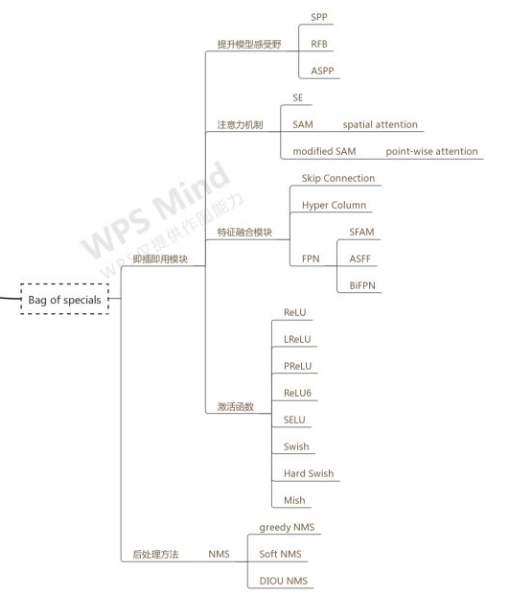 Bag of specials
即插即用模块
提升模型感受野
SPP
RFB
ASPP
注意力机制
SE
SAM spatial attention
modified SAM point-wise attention
特征融合模块
Skip Connection
Hyper Column
FPN
SFAM
ASFF
BiFPN
激活函数
ReLU
LReLU
PReLU
ReLU6
SELU
Swish
Hard Swish
Mish
后处理方法 NMS
greedy NMS
Soft NMS
DIOU NMS
WPS Mind
WPS仅提供作图能力